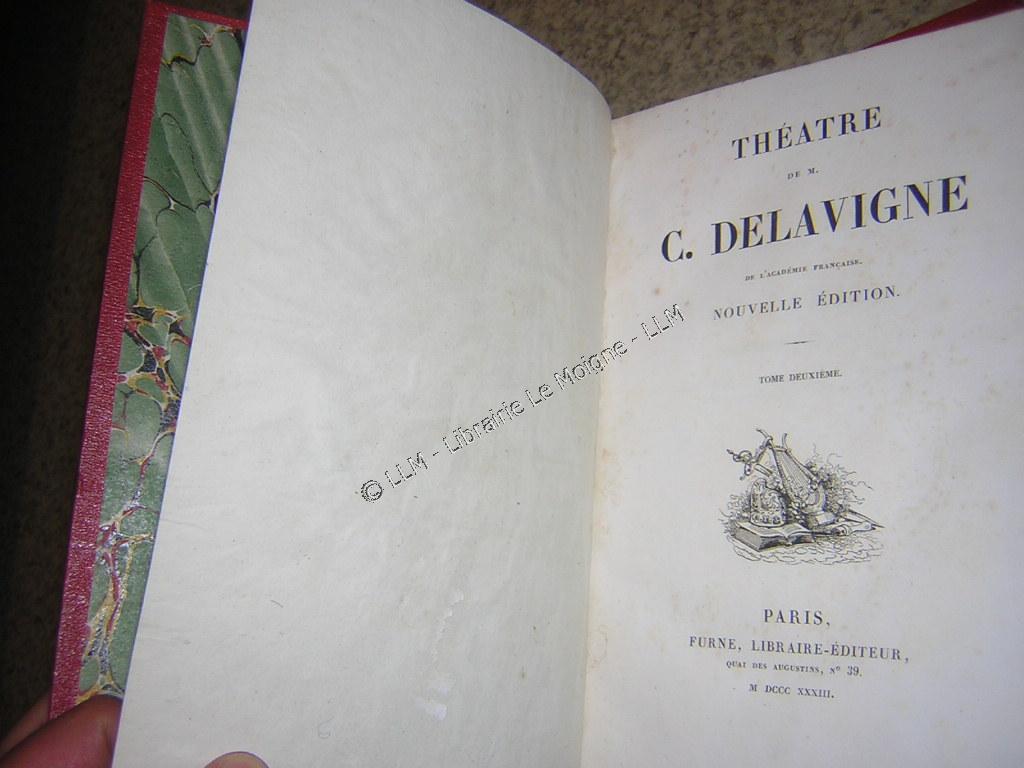 THÉATRE
DE M.
C. DELAVIGNE
DE L'ACADÉMIE FRANÇAISE.
NOUVELLE ÉDITION.
TOME DEUXIÈME.
PARIS,
FURNE, LIBRAIRE-ÉDITEUR,
QUAI DES AUGUSTINS, Nº 39.
M DCCC XXXIII.
© LLM - Librairie Le Moigne - LLM